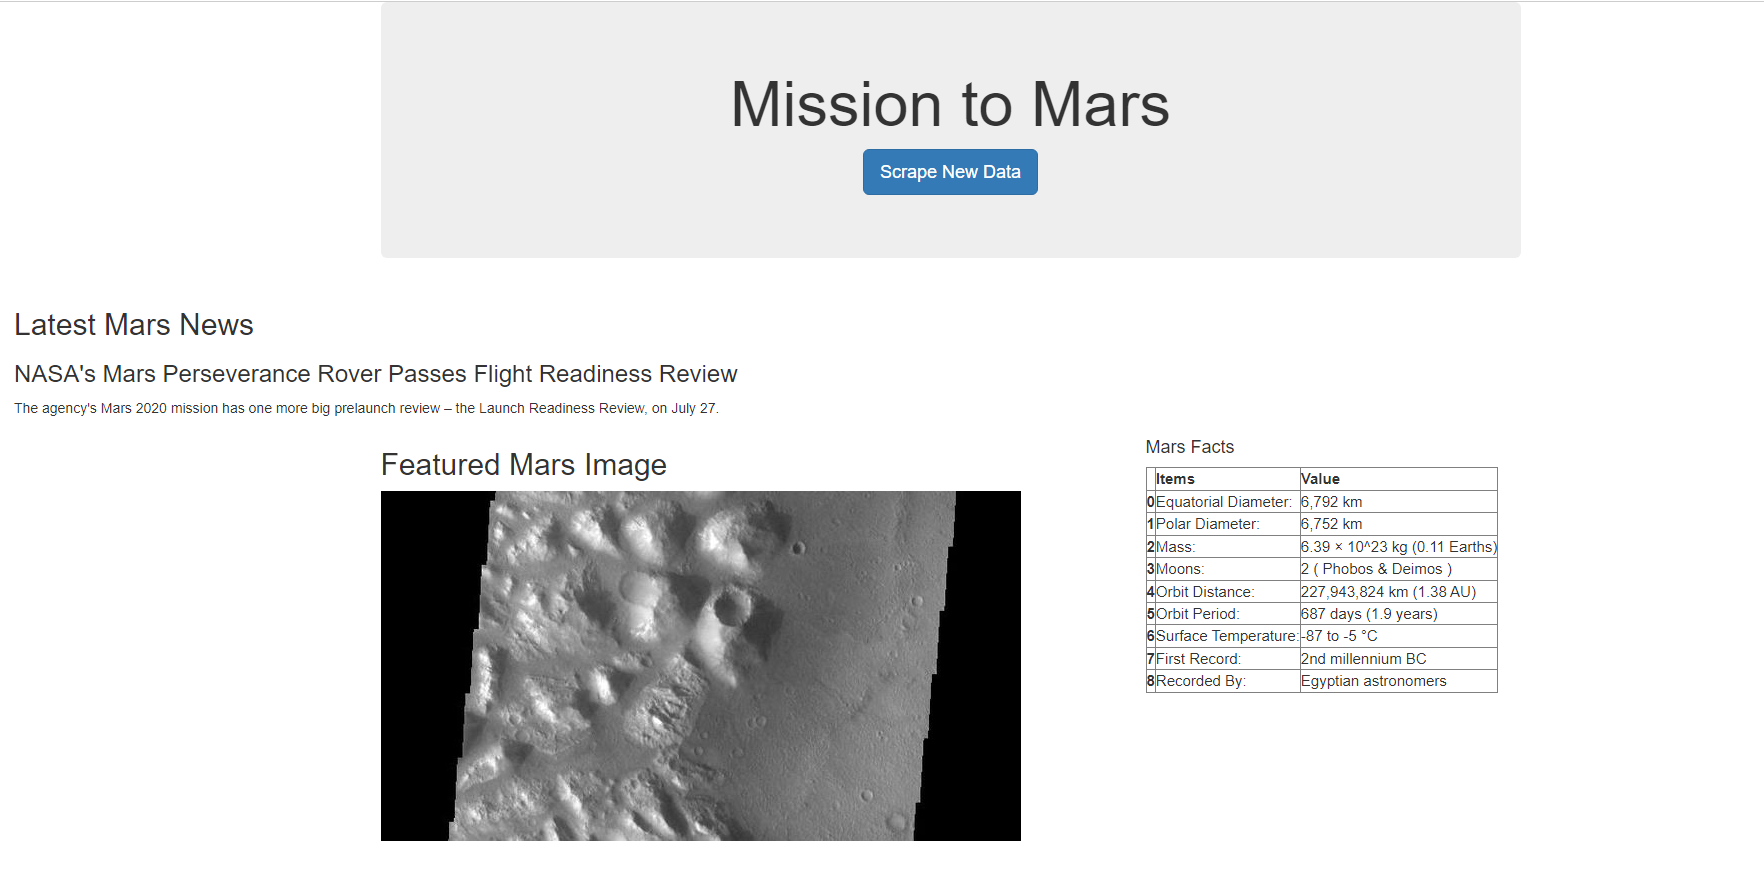 Mission to Mars
Scrape New Data
Latest Mars News
NASA's Mars Perseverance Rover Passes Flight Readiness Review
The agency's Mars 2020 mission has one more big prelaunch review – the Launch Readiness Review, on July 27.
Featured Mars Image
Mars Facts
Items Value
0 Equatorial Diameter: 6,792 km
1 Polar Diameter: 6,752 km
2 Mass: 6.39 × 10^23 kg (0.11 Earths)
3 Moons: 2 ( Phobos & Deimos )
4 Orbit Distance: 227,943,824 km (1.38 AU)
5 Orbit Period: 687 days (1.9 years)
6 Surface Temperature: -87 to -5 °C
7 First Record: 2nd millennium BC
8 Recorded By: Egyptian astronomers